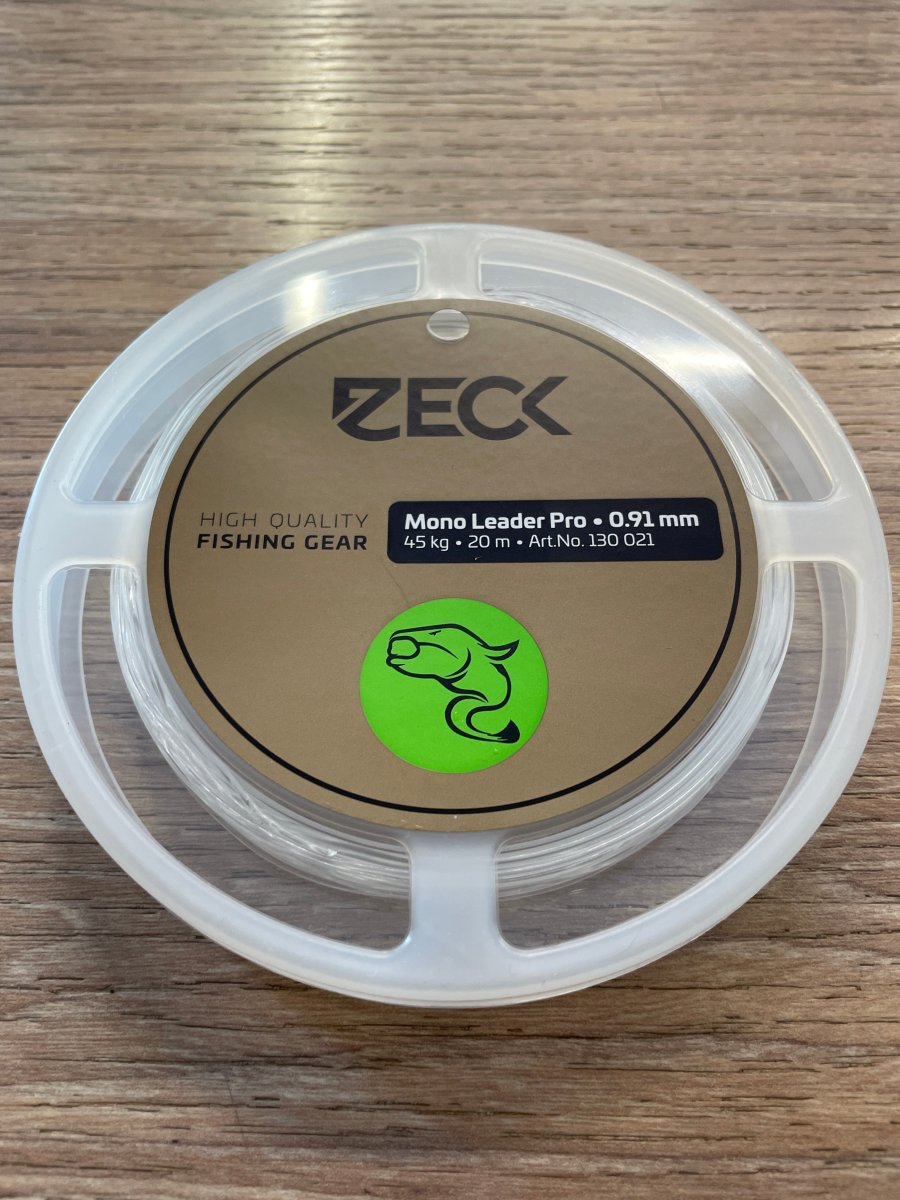 ZECK
HIGH QUALITY
FISHING GEAR
Mono Leader Pro • 0.91 mm
45 kg • 20 m • Art.No. 130 021